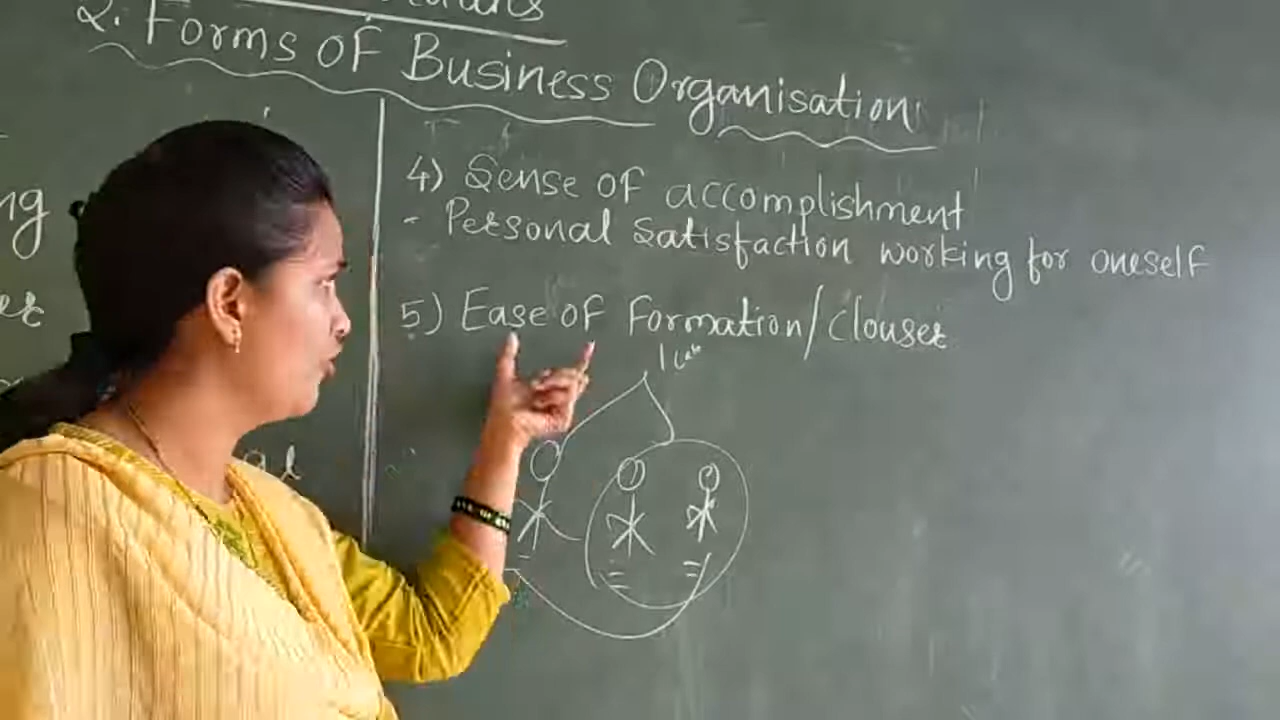 2. Forms of Business Organisation
4) Sense of accomplishment
- Personal Satisfaction working for oneself
5) Ease of Formation/Clouser